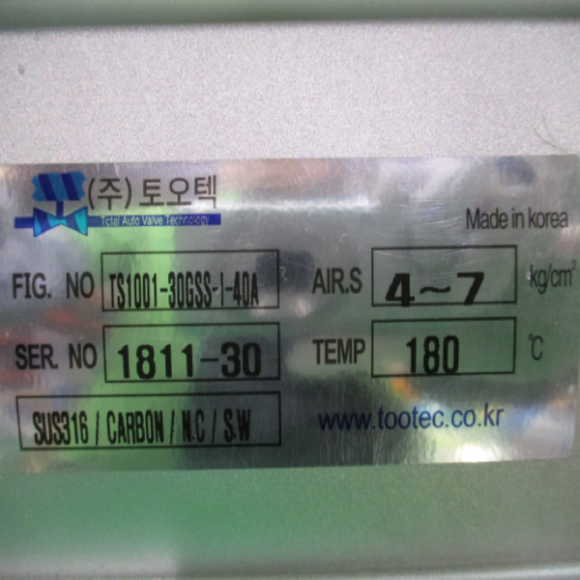 (주) 토오텍
Total Auto Valve Technology
Made in korea
FIG. NO TS1001-30GSS-I-40A AIR.S 4~7 kg/cm²
SER. NO 1811-30 TEMP 180 ℃
SUS316 / CARBON / N.C / S.W
www.tootec.co.kr